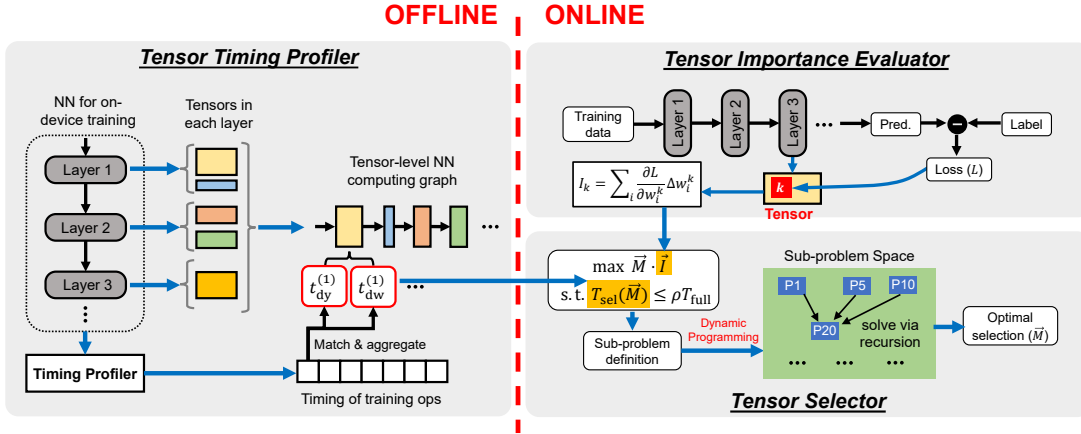 OFFLINE
ONLINE
Tensor Timing Profiler
NN for on-
device training
Tensors in
each layer
Layer 1
Layer 2
Layer 3
Tensor-level NN
computing graph
...
t_dy^(1)
t_dw^(1)
...
Match & aggregate
Timing Profiler
Timing of training ops
Tensor Importance Evaluator
Training
data
Layer 1
Layer 2
Layer 3
...
Pred.
−
Label
Loss (L)
I_k = ∑_i ∂L/∂w_i^k Δw_i^k
k
Tensor
max M⃗ · I⃗
s.t. T_sel(M⃗) ≤ ρT_full
Sub-problem
definition
Dynamic
Programming
Sub-problem Space
P1
P5
P10
P20
solve via
recursion
... ... ...
Optimal
selection (M⃗)
Tensor Selector